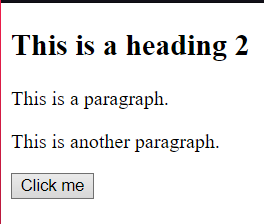 This is a heading 2
This is a paragraph.
This is another paragraph.
Click me